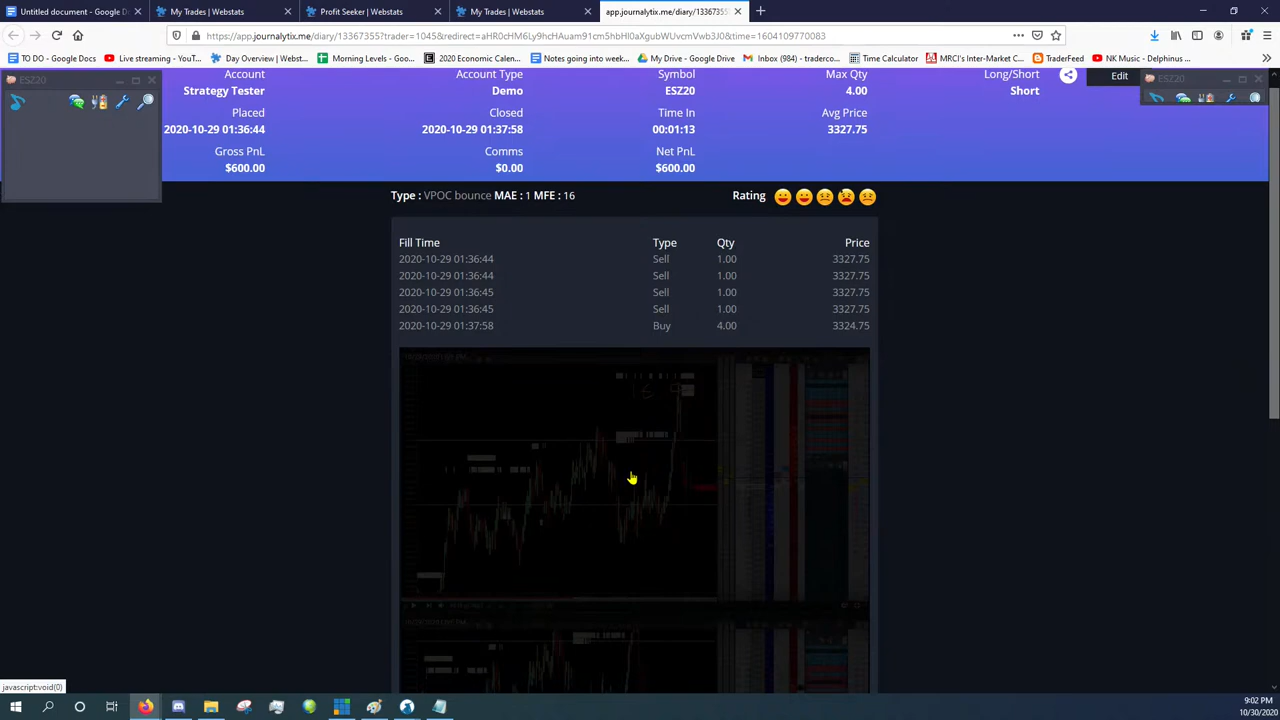 Untitled document - Google D
My Trades | Webstats
Profit Seeker | Webstats
My Trades | Webstats
app.journalytix.me/diary/1336735
https://app.journalytix.me/diary/13367355?trader=1045&redirect=aHR0cHM6Ly9hcHAuam91cm5hbHl0aXgubWUvcmVwb3J0&time=1604109770083
TO DO - Google Docs
Live streaming - YouTu...
Day Overview | Webst...
Morning Levels - Goog...
2020 Economic Calen...
Notes going into week...
My Drive - Google Drive
Inbox (984) - traderco...
Time Calculator
MRCI's Inter-Market C...
TraderFeed
NK Music - Delphinus ...
ESZ20
ESZ20
Account
Account Type
Symbol
Max Qty
Long/Short
Edit
Strategy Tester
Demo
ESZ20
4.00
Short
Placed
Closed
Time In
Avg Price
2020-10-29 01:36:44
2020-10-29 01:37:58
00:01:13
3327.75
Gross PnL
Comms
Net PnL
$600.00
$0.00
$600.00
Type : VPOC bounce MAE : 1 MFE : 16
Rating
Fill Time Type Qty Price
2020-10-29 01:36:44 Sell 1.00 3327.75
2020-10-29 01:36:44 Sell 1.00 3327.75
2020-10-29 01:36:45 Sell 1.00 3327.75
2020-10-29 01:36:45 Sell 1.00 3327.75
2020-10-29 01:37:58 Buy 4.00 3324.75
javascript:void(0)
9:02 PM
10/30/2020